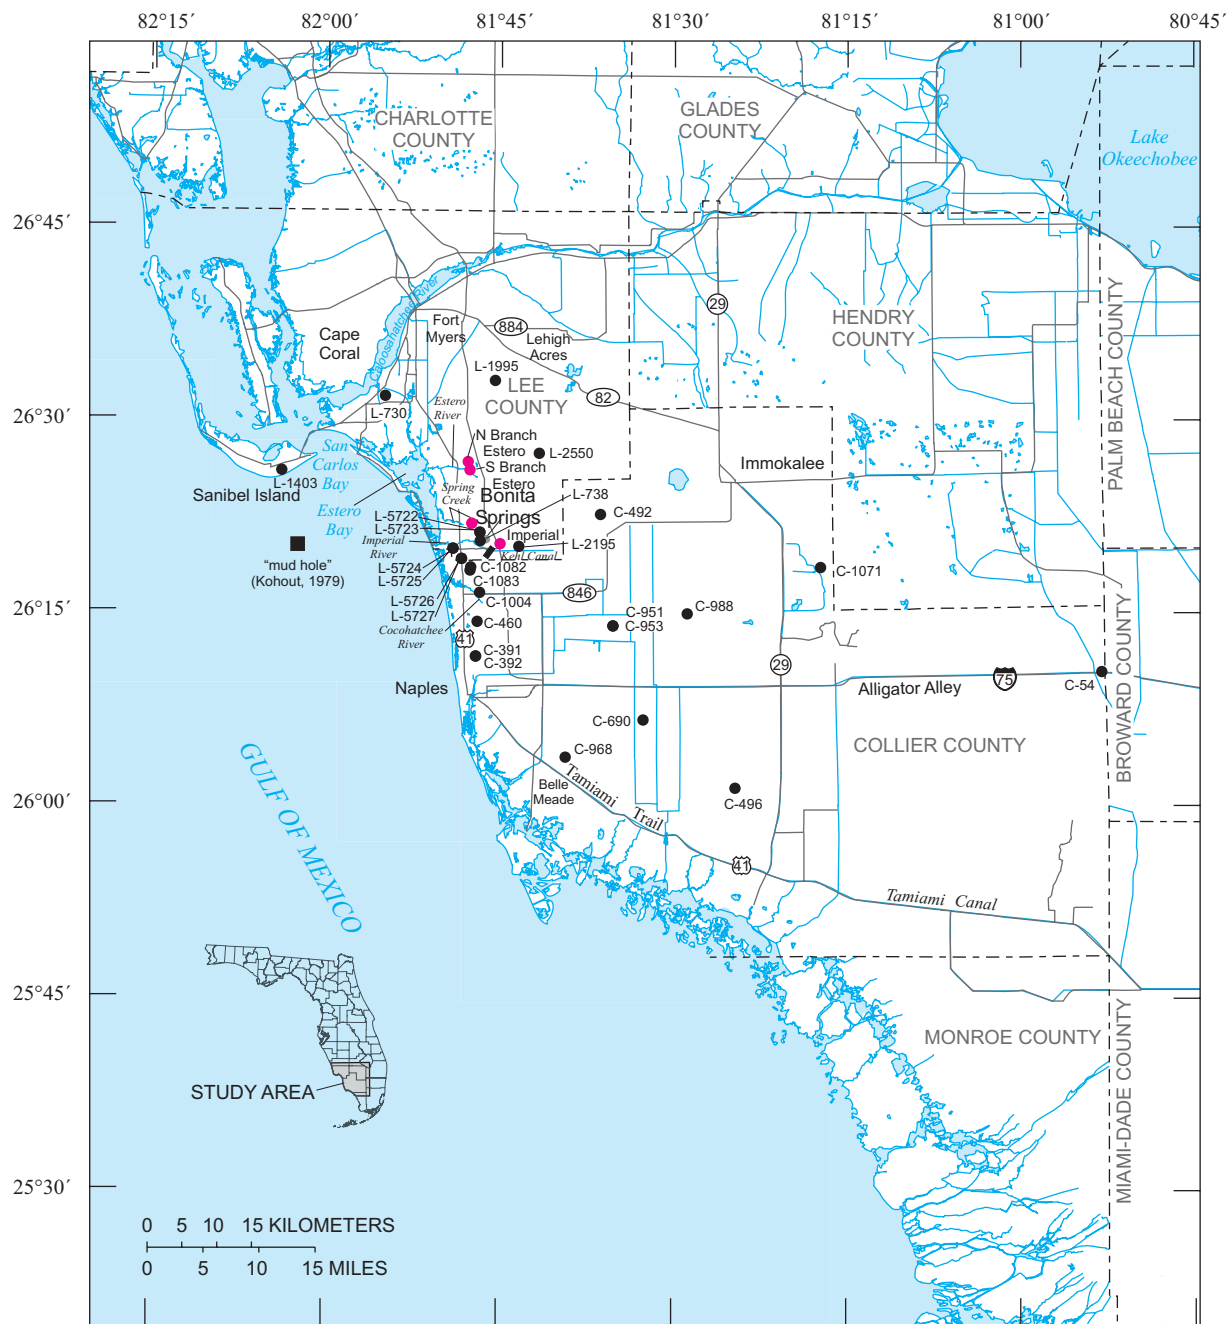 82°15´ 82°00´ 81°45´ 81°30´ 81°15´ 81°00´ 80°45´
CHARLOTTE
COUNTY
GLADES
COUNTY
Lake
Okeechobee
26°45´
Caloosahatchee River
29
HENDRY
COUNTY
PALM BEACH COUNTY
Cape
Coral
Fort
Myers
884
Lehigh
Acres
L-1995
LEE
COUNTY
82
L-730
Estero
River
26°30´
N Branch
Estero
S Branch
Estero
L-2550
San
Carlos
Bay
L-1403
Sanibel Island
Immokalee
Spring
Creek
Bonita
Springs
L-738
C-492
Estero
Bay
L-5722
L-5723
Imperial
River
Imperial
Kehl Canal
L-2195
"mud hole"
(Kohout, 1979)
L-5724
L-5725
C-1082
C-1083
C-1071
L-5726
L-5727
C-1004
846
26°15´
C-951
C-953
C-988
Cocohatchee
River
C-460
41
C-391
C-392
29
BROWARD COUNTY
Naples
Alligator Alley
75
C-54
C-690
COLLIER COUNTY
C-968
Belle
Meade
Tamiami Trail
C-496
26°00´
GULF OF MEXICO
41
Tamiami Canal
25°45´
MONROE COUNTY
MIAMI-DADE COUNTY
STUDY AREA
25°30´
0 5 10 15 KILOMETERS
0 5 10 15 MILES